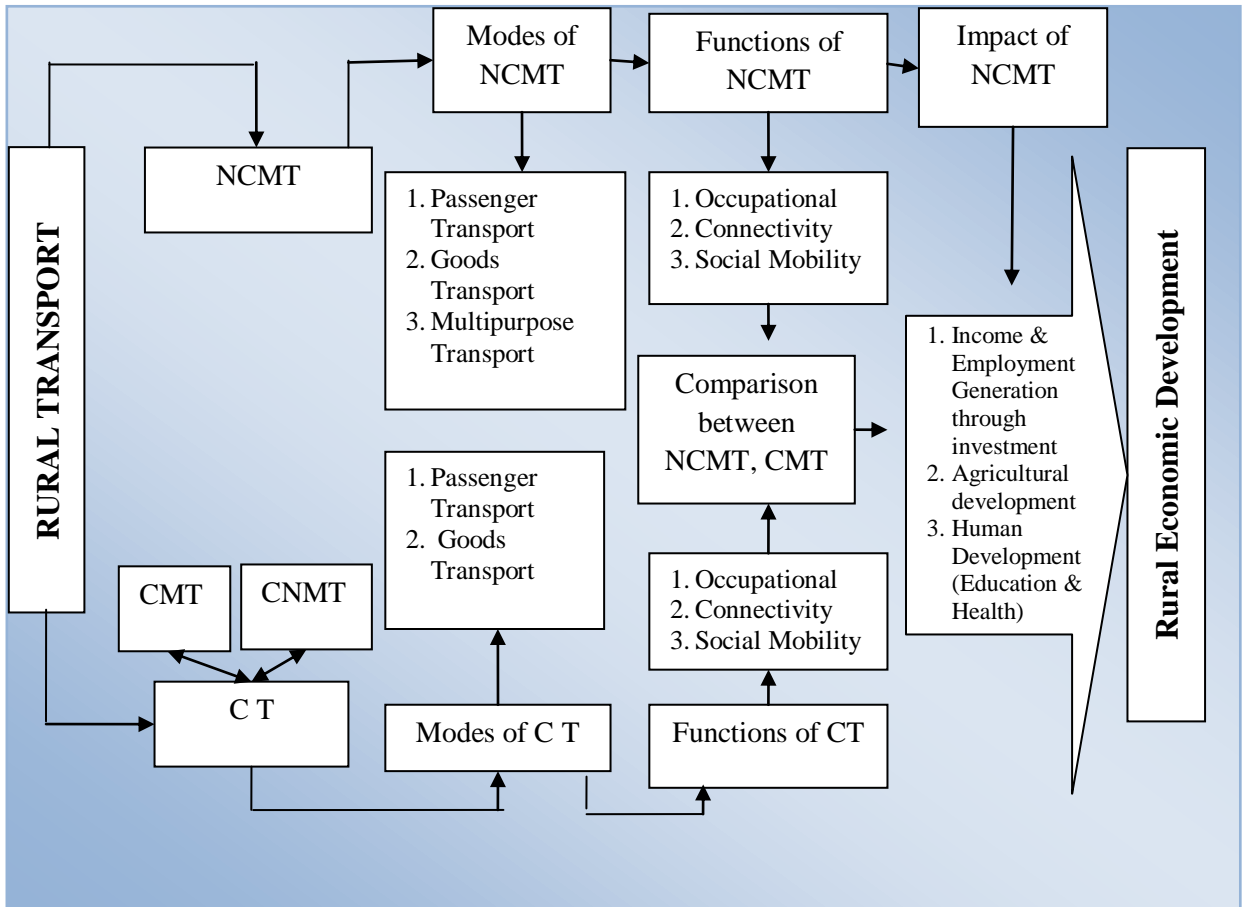 Modes of
NCMT
Functions of
NCMT
Impact of
NCMT
NCMT
RURAL TRANSPORT
1. Passenger
Transport
2. Goods
Transport
3. Multipurpose
Transport
1. Occupational
2. Connectivity
3. Social Mobility
Comparison
between
NCMT, CMT
1. Income &
Employment
Generation
through
investment
2. Agricultural
development
3. Human
Development
(Education &
Health)
Rural Economic Development
1. Passenger
Transport
2. Goods
Transport
CMT
CNMT
1. Occupational
2. Connectivity
3. Social Mobility
C T
Modes of C T
Functions of CT